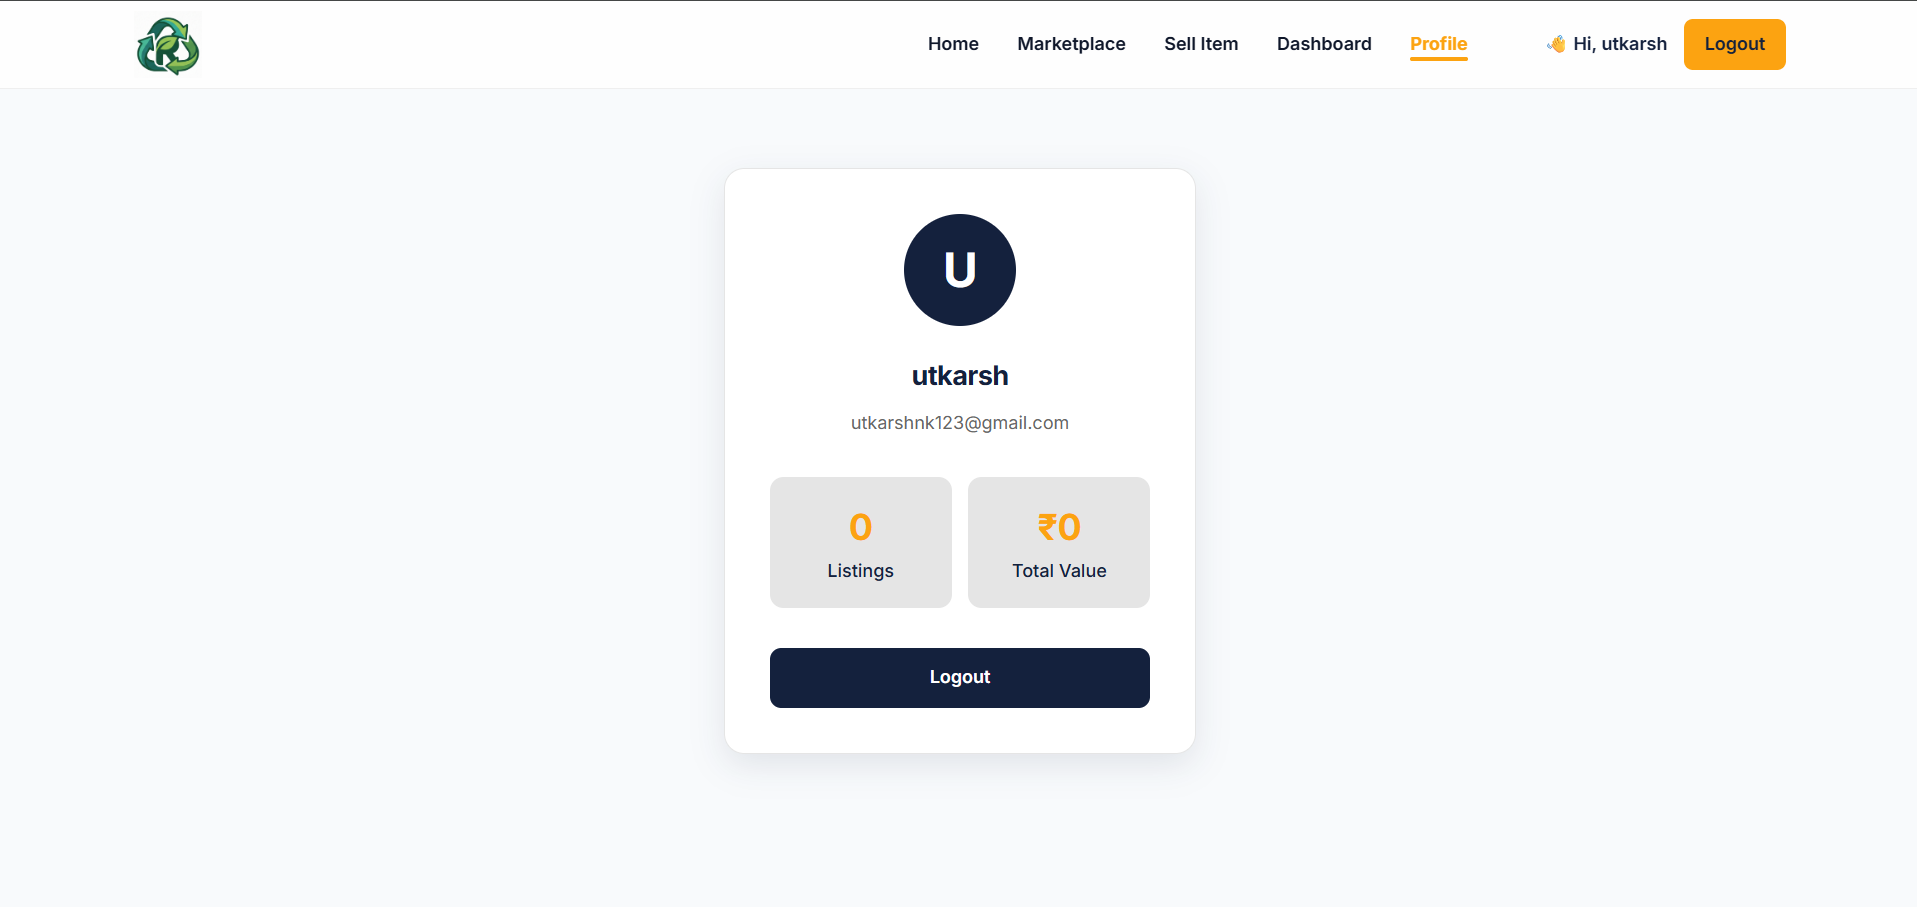 Home Marketplace Sell Item Dashboard Profile 👋 Hi, utkarsh Logout
U
utkarsh
utkarshnk123@gmail.com
0 ₹0
Listings Total Value
Logout